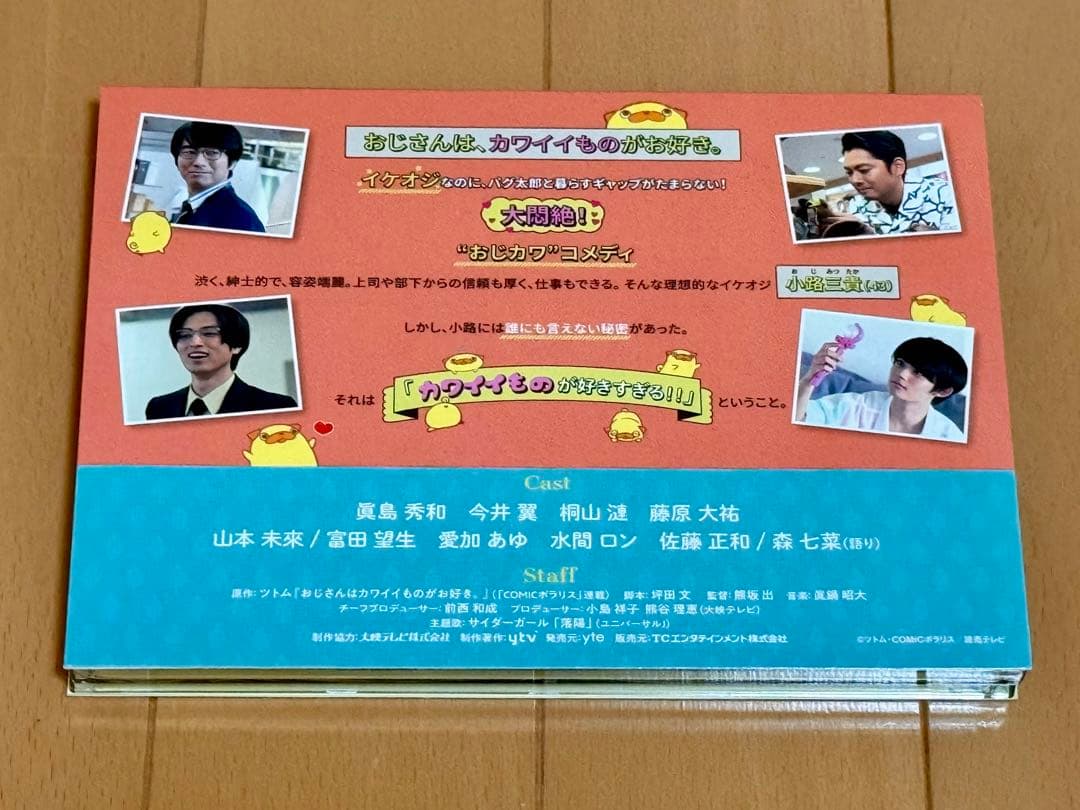 おじさんは、カワイイものがお好き。
イケオジなのに、パグ太郎と暮らすギャップがたまらない！
大悶絶！
“おじカワ”コメディ
渋く、紳士的で、容姿端麗。上司や部下からの信頼も厚く、仕事もできる。そんな理想的なイケオジ 小路三貴(43)
おじみつたか
しかし、小路には誰にも言えない秘密があった。
それは「カワイイものが好きすぎる!!」ということ。
Cast
眞島 秀和 今井 翼 桐山 漣 藤原 大祐
山本 未來 / 富田 望生 愛加 あゆ 水間 ロン 佐藤 正和 / 森 七菜(語り)
Staff
原作：ツトム『おじさんはカワイイものがお好き。』(「COMICポラリス」連載) 脚本：坪田 文 監督：熊坂 出 音楽：眞鍋 昭大
チーフプロデューサー：前西 和成 プロデューサー：小島 祥子 熊谷 理恵(大映テレビ)
主題歌：サイダーガール「落陽」(ユニバーサルJ)
制作協力：大映テレビ株式会社 制作著作：ytv 発売元：yte 販売元：TCエンタテインメント株式会社
©ツトム・COMICポラリス 讀売テレビ